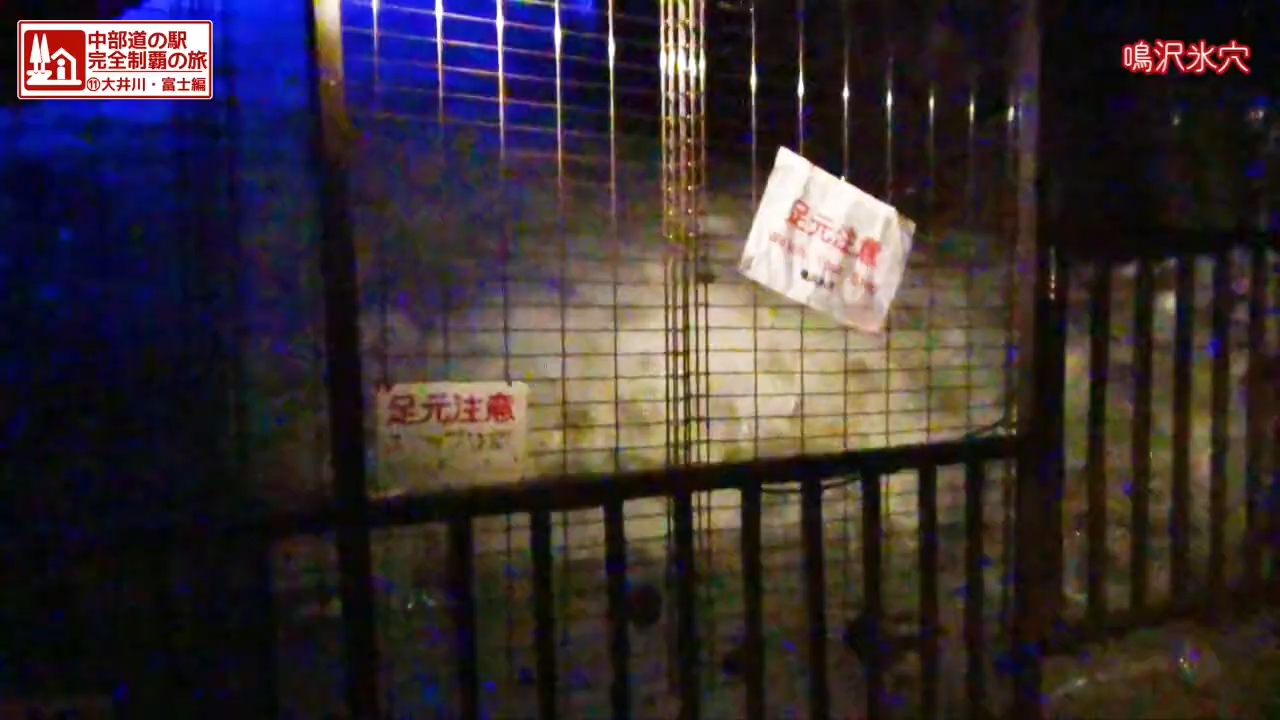 中部道の駅
完全制覇の旅
⑪大井川・富士編
鳴沢氷穴
足元注意
足元注意